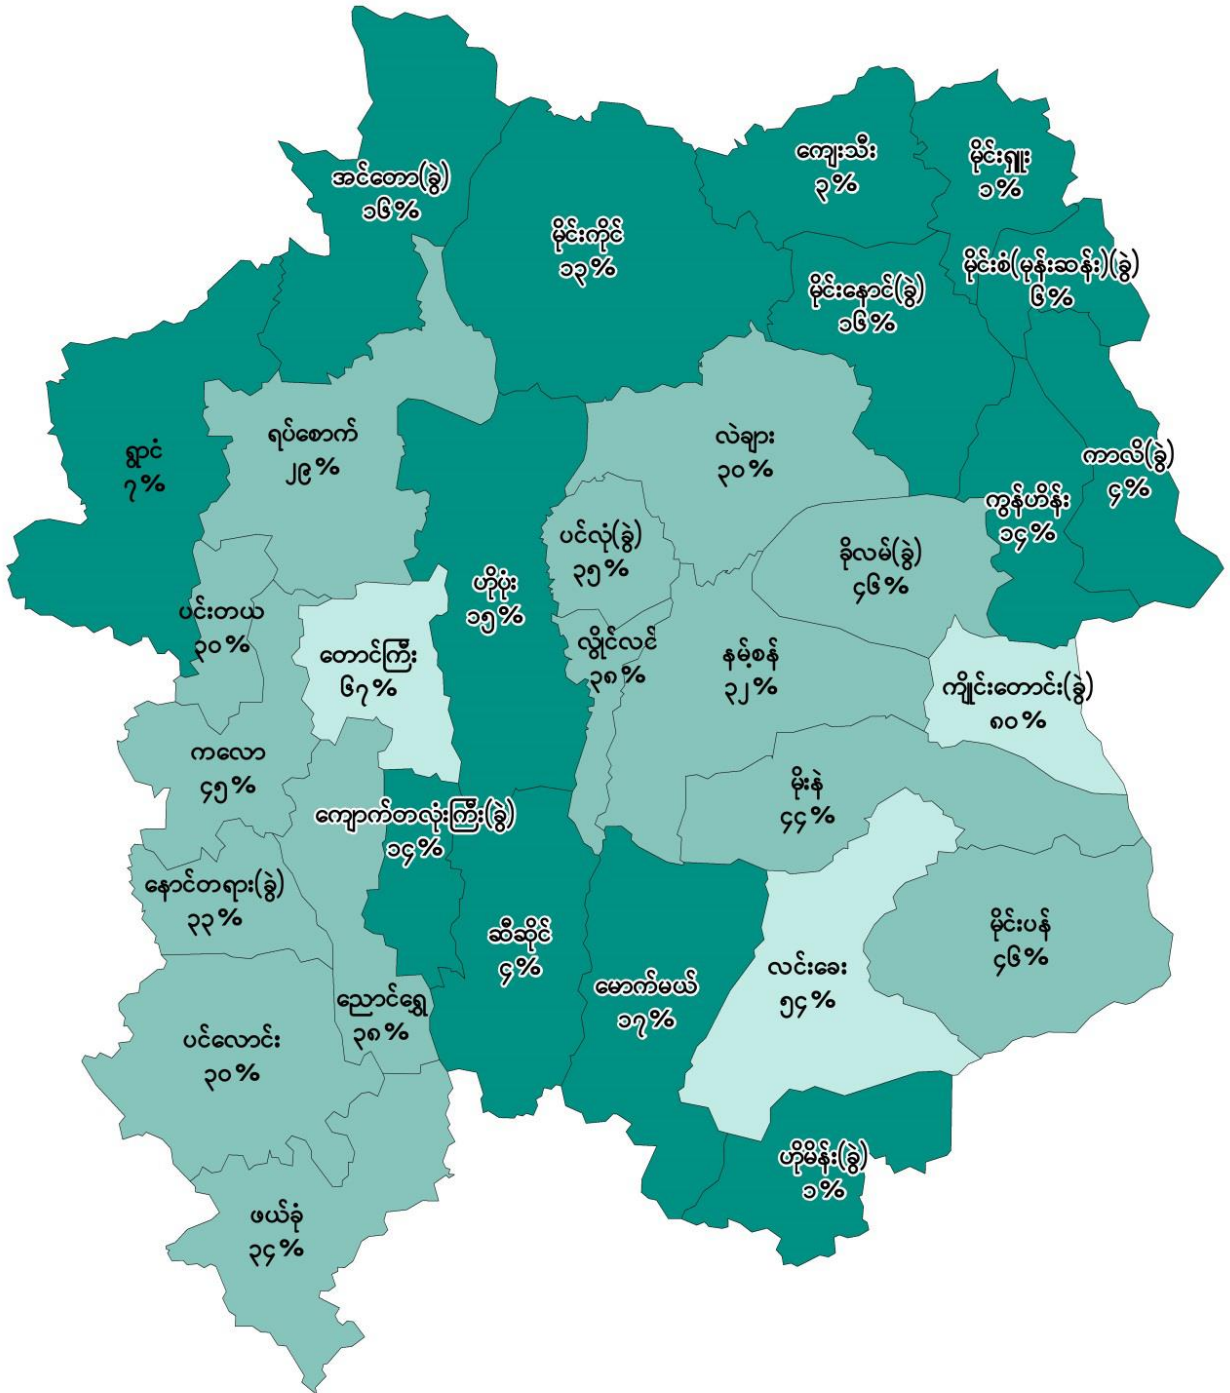 ကျေးသီး
၃%
မိုင်းရှူး
၁%
အင်တော(ခွဲ)
၁၆%
မိုင်းကိုင်
၁၃%
မိုင်းစံ(မုန်းဆန်း)(ခွဲ)
၆%
မိုင်းနောင်(ခွဲ)
၁၆%
ရပ်စောက်
၂၉%
လဲချား
၃၀%
ရွာငံ
၇%
ကာလိ(ခွဲ)
၄%
ကွန်ဟိန်း
၁၄%
ပင်လုံ(ခွဲ)
၃၅%
ခိုလမ်(ခွဲ)
၄၆%
ဟိုပုံး
၁၅%
ပင်းတယ
၃၀%
တောင်ကြီး
၆၇%
လွိုင်လင်
၃၈%
နမ့်စန်
၃၂%
ကျိုင်းတောင်း(ခွဲ)
၈၀%
ကလော
၄၅%
မိုးနဲ
၄၄%
ကျောက်တလုံးကြီး(ခွဲ)
၁၄%
နောင်တရား(ခွဲ)
၃၃%
ဆီဆိုင်
၄%
မိုင်းပန်
၄၆%
လင်းခေး
၅၄%
မောက်မယ်
၁၇%
ညောင်ရွှေ
၃၈%
ပင်လောင်း
၃၀%
ဟိုမိန်း(ခွဲ)
၁%
ဖယ်ခုံ
၃၄%